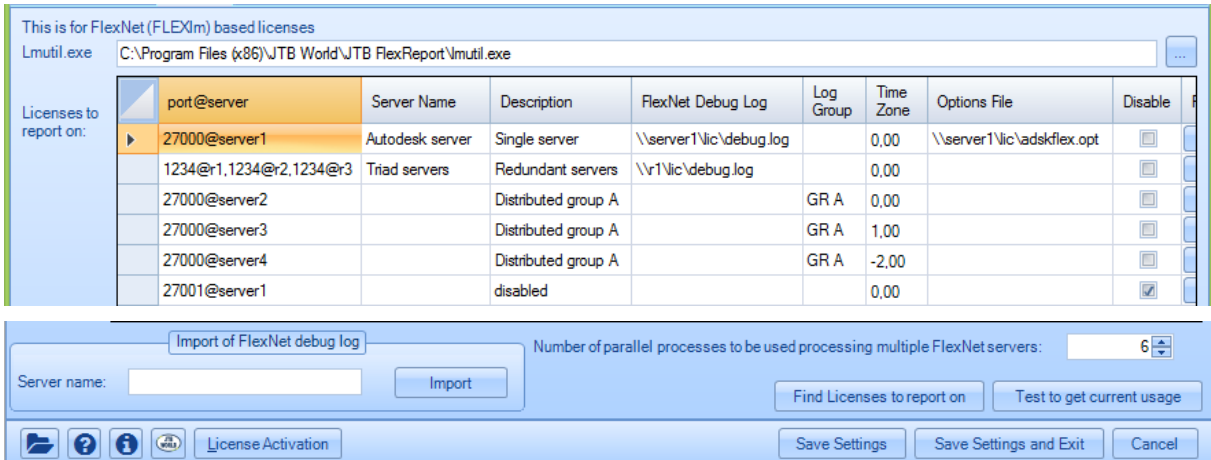 This is for FlexNet (FLEXlm) based licenses
Lmutil.exe C:\Program Files (x86)\JTB World\JTB FlexReport\lmutil.exe ...
Licenses to report on:
port@server Server Name Description FlexNet Debug Log Log Group Time Zone Options File Disable
27000@server1 Autodesk server Single server \\server1\lic\debug.log 0,00 \\server1\lic\adskflex.opt
1234@r1,1234@r2,1234@r3 Triad servers Redundant servers \\r1\lic\debug.log 0,00
27000@server2 Distributed group A GR A 0,00
27000@server3 Distributed group A GR A 1,00
27000@server4 Distributed group A GR A -2,00
27001@server1 disabled 0,00
Import of FlexNet debug log
Number of parallel processes to be used processing multiple FlexNet servers: 6
Server name: Import
Find Licenses to report on Test to get current usage
License Activation Save Settings Save Settings and Exit Cancel